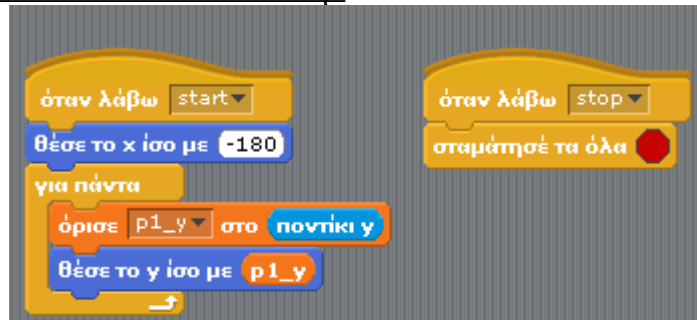 όταν λάβω start
θέσε το x ίσο με -180
για πάντα
όρισε p1_y στο ποντίκι y
θέσε το y ίσο με p1_y
όταν λάβω stop
σταμάτησέ τα όλα